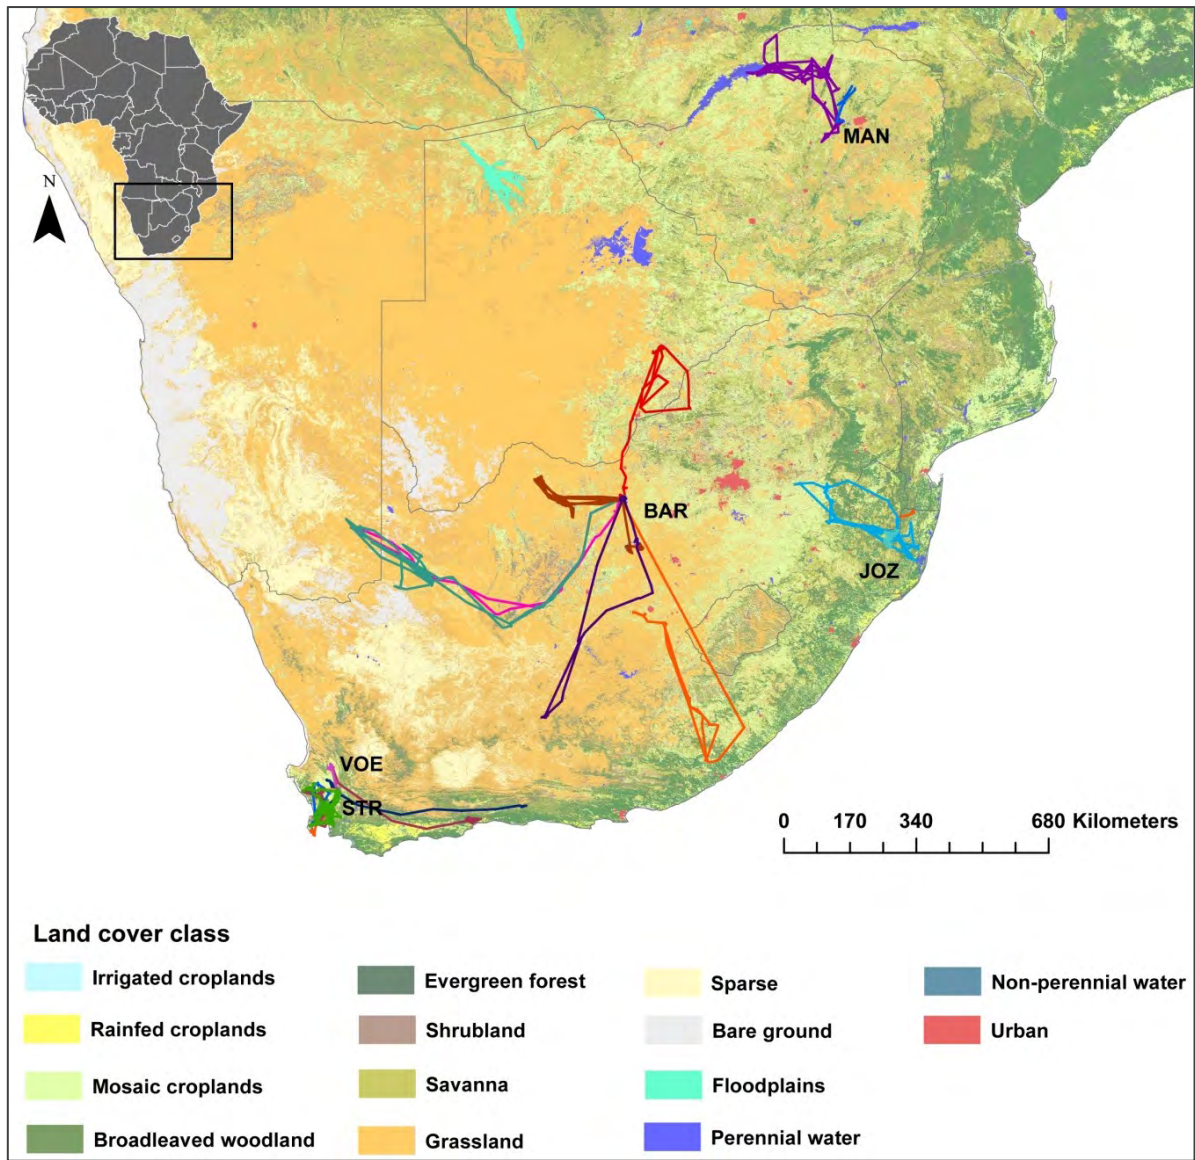 N
MAN
BAR
JOZ
VOE
STR
0 170 340 680 Kilometers
Land cover class
Irrigated croplands
Rainfed croplands
Mosaic croplands
Broadleaved woodland
Evergreen forest
Shrubland
Savanna
Grassland
Sparse
Bare ground
Floodplains
Perennial water
Non-perennial water
Urban